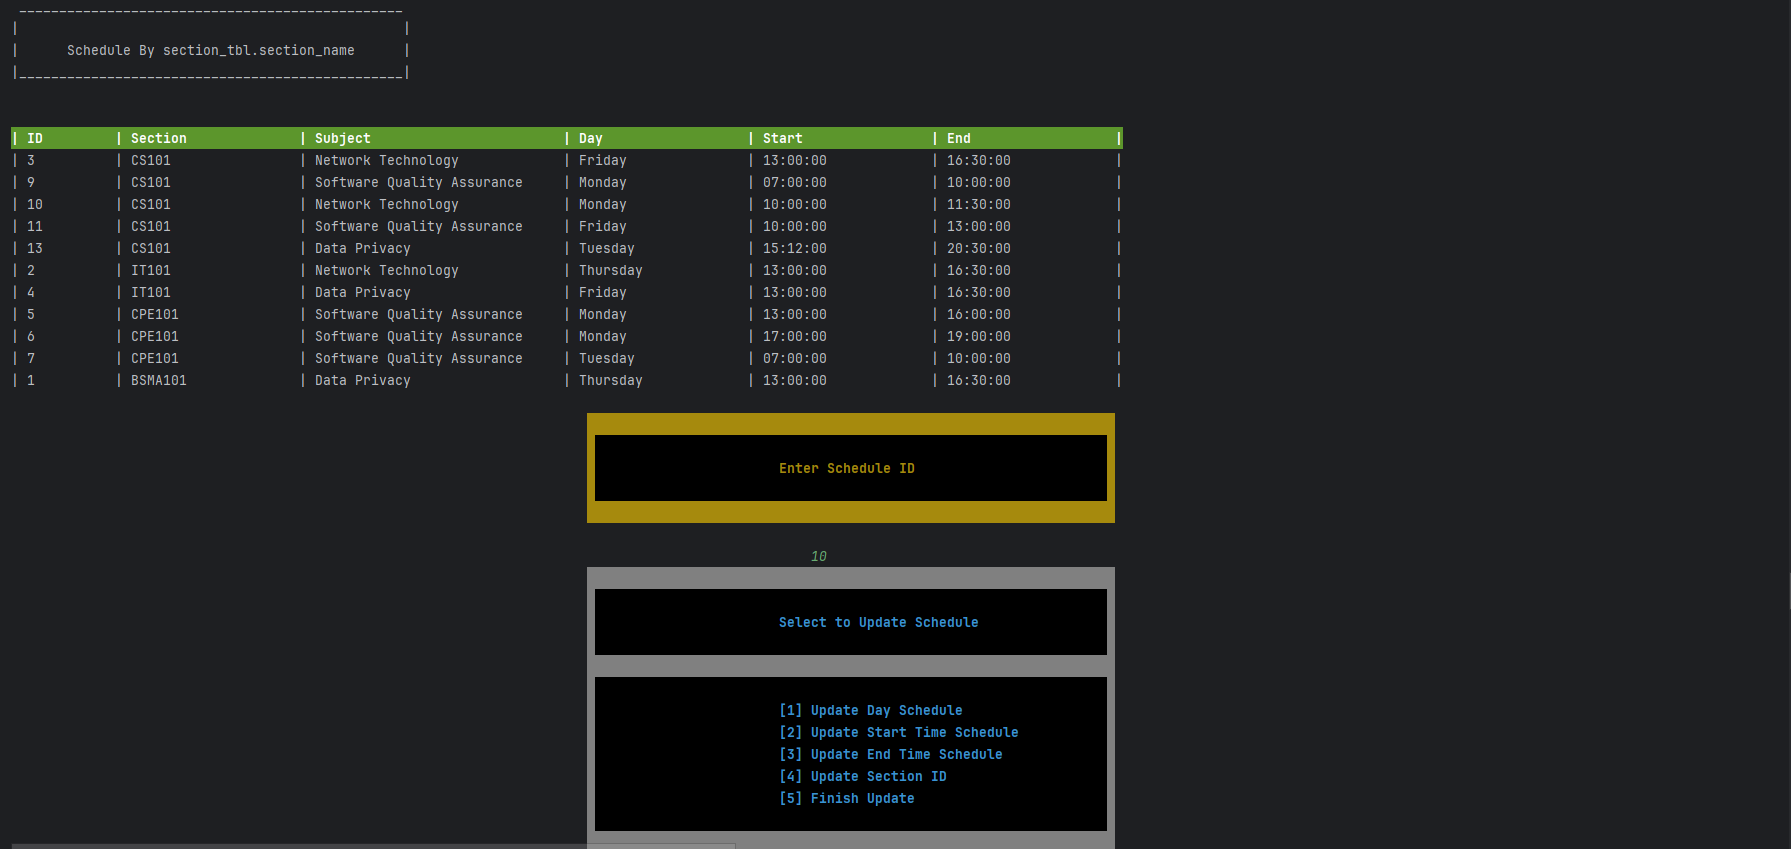 Schedule By section_tbl.section_name
| ID | Section | Subject | Day | Start | End |
| 3 | CS101 | Network Technology | Friday | 13:00:00 | 16:30:00 |
| 9 | CS101 | Software Quality Assurance | Monday | 07:00:00 | 10:00:00 |
| 10 | CS101 | Network Technology | Monday | 10:00:00 | 11:30:00 |
| 11 | CS101 | Software Quality Assurance | Friday | 10:00:00 | 13:00:00 |
| 13 | CS101 | Data Privacy | Tuesday | 15:12:00 | 20:30:00 |
| 2 | IT101 | Network Technology | Thursday | 13:00:00 | 16:30:00 |
| 4 | IT101 | Data Privacy | Friday | 13:00:00 | 16:30:00 |
| 5 | CPE101 | Software Quality Assurance | Monday | 13:00:00 | 16:00:00 |
| 6 | CPE101 | Software Quality Assurance | Monday | 17:00:00 | 19:00:00 |
| 7 | CPE101 | Software Quality Assurance | Tuesday | 07:00:00 | 10:00:00 |
| 1 | BSMA101 | Data Privacy | Thursday | 13:00:00 | 16:30:00 |
Enter Schedule ID
10
Select to Update Schedule
[1] Update Day Schedule
[2] Update Start Time Schedule
[3] Update End Time Schedule
[4] Update Section ID
[5] Finish Update